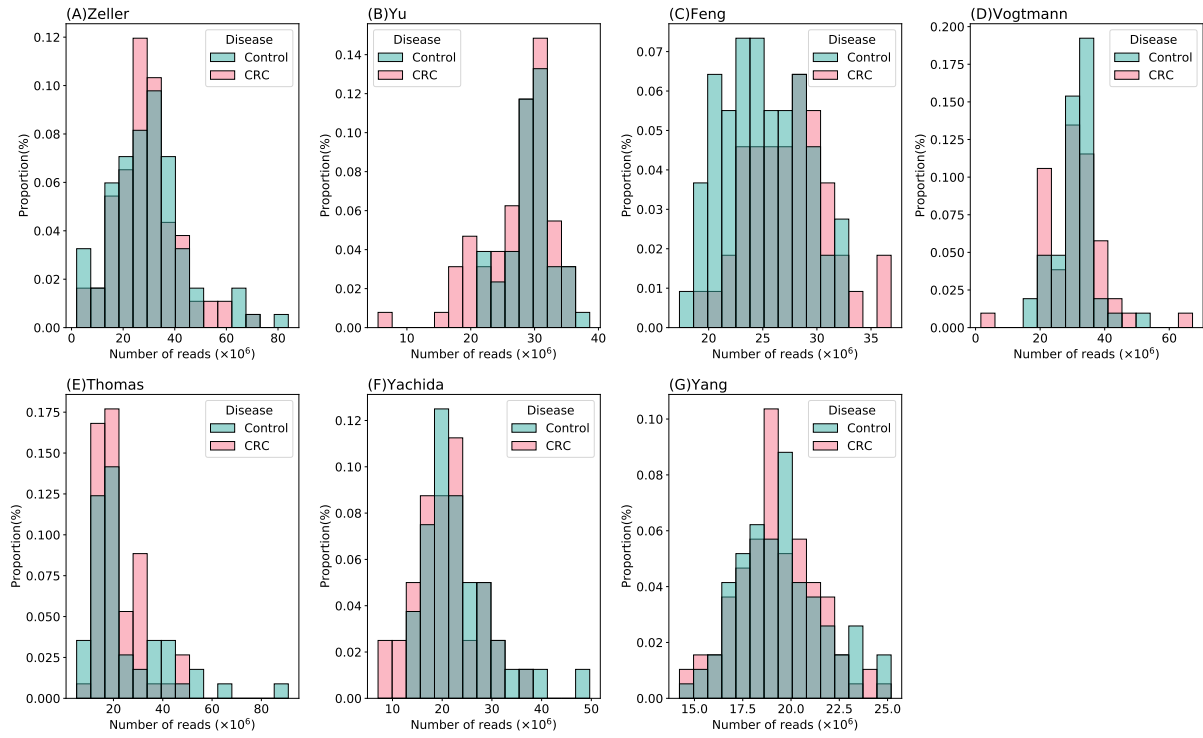 (A)Zeller
Proportion(%)
0.12
0.10
0.08
0.06
0.04
0.02
0.00
Disease
Control
CRC
0 20 40 60 80
Number of reads (×10⁶)
(B)Yu
Proportion(%)
0.14
0.12
0.10
0.08
0.06
0.04
0.02
0.00
Disease
Control
CRC
10 20 30 40
Number of reads (×10⁶)
(C)Feng
Proportion(%)
0.07
0.06
0.05
0.04
0.03
0.02
0.01
0.00
Disease
Control
CRC
20 25 30 35
Number of reads (×10⁶)
(D)Vogtmann
Proportion(%)
0.200
0.175
0.150
0.125
0.100
0.075
0.050
0.025
0.000
Disease
Control
CRC
0 20 40 60
Number of reads (×10⁶)
(E)Thomas
Proportion(%)
0.175
0.150
0.125
0.100
0.075
0.050
0.025
0.000
Disease
Control
CRC
20 40 60 80
Number of reads (×10⁶)
(F)Yachida
Proportion(%)
0.12
0.10
0.08
0.06
0.04
0.02
0.00
Disease
Control
CRC
10 20 30 40 50
Number of reads (×10⁶)
(G)Yang
Proportion(%)
0.10
0.08
0.06
0.04
0.02
0.00
Disease
Control
CRC
15.0 17.5 20.0 22.5 25.0
Number of reads (×10⁶)